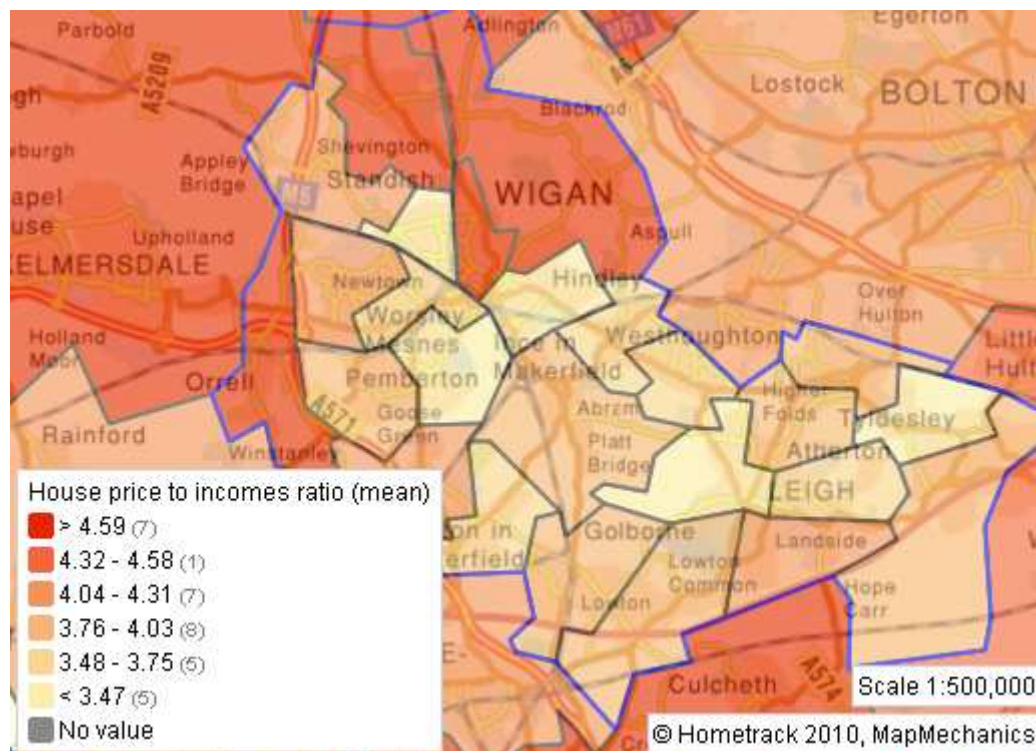 Parbold
Adlington
Egerton
A5209
M61
Lostock
BOLTON
Blackrod
Shevington
Standish
Appley
Bridge
WIGAN
Upholland
Aspull
Newtown
Hindley
Over
Hulton
Holland
Moor
Worsley
Mesnes
Ince in
Makerfield
Westhoughton
Orrell
Pemberton
A571
Goose
Green
Abram
Higher
Folds
Tyldesley
Rainford
Winstanley
Platt
Bridge
Atherton
LEIGH
Golborne
Landside
Lowton
Common
Hope
Carr
Lowton
Culcheth
A574
House price to incomes ratio (mean)
> 4.59 (7)
4.32 - 4.58 (1)
4.04 - 4.31 (7)
3.76 - 4.03 (8)
3.48 - 3.75 (5)
< 3.47 (5)
No value
Scale 1:500,000
© Hometrack 2010, MapMechanics